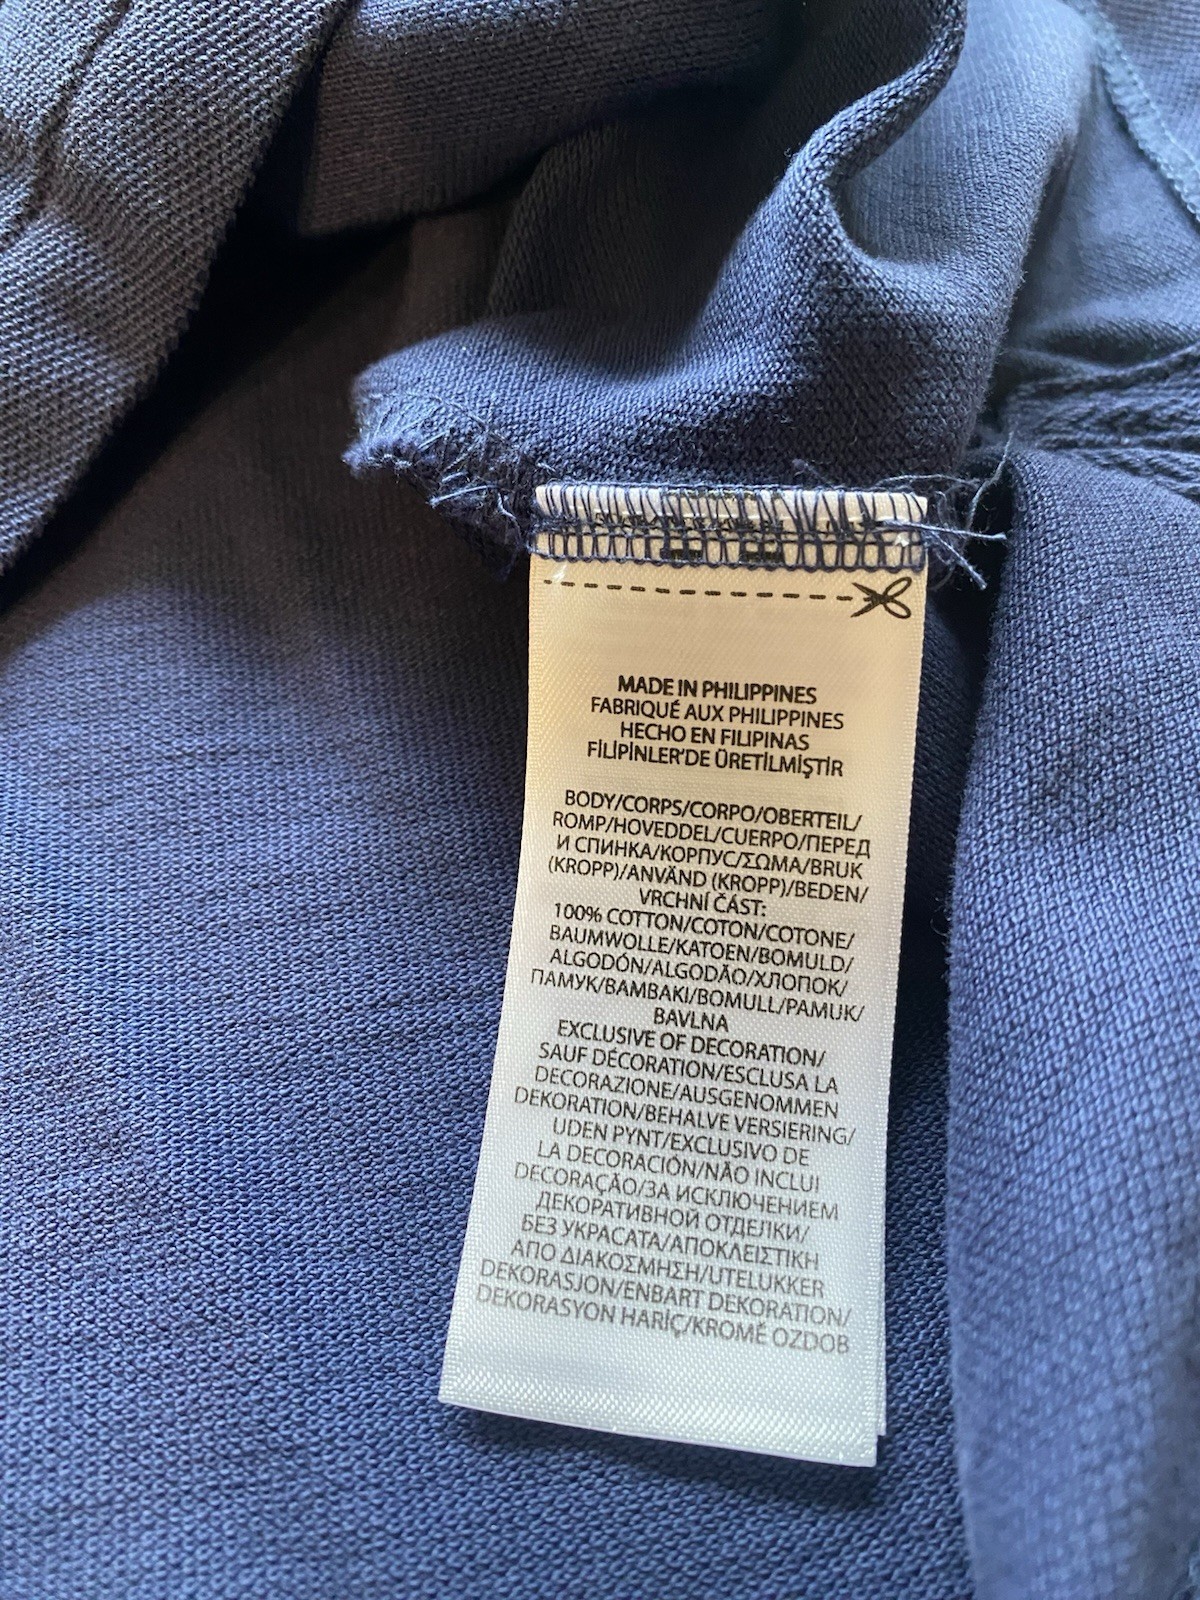 MADE IN PHILIPPINES
FABRIQUÉ AUX PHILIPPINES
HECHO EN FILIPINAS
FİLİPİNLER'DE ÜRETİLMİŞTİR
BODY/CORPS/CORPO/OBERTEIL/
ROMP/HOVEDDEL/CUERPO/ПЕРЕД
И СПИНКА/КОРПУС/ΣΩΜΑ/BRUK
(KROPP)/ANVÄND (KROPP)/BEDEN/
VRCHNÍ ČÁST:
100% COTTON/COTON/COTONE/
BAUMWOLLE/KATOEN/BOMULD/
ALGODÓN/ALGODÃO/ХЛОПОК/
ПАМУК/ΒΑΜΒΑΚΙ/BOMULL/PAMUK/
BAVLNA
EXCLUSIVE OF DECORATION/
SAUF DÉCORATION/ESCLUSA LA
DECORAZIONE/AUSGENOMMEN
DEKORATION/BEHALVE VERSIERING/
UDEN PYNT/EXCLUSIVO DE
LA DECORACIÓN/NÃO INCLUI
DECORAÇÃO/ЗА ИСКЛЮЧЕНИЕМ
ДЕКОРАТИВНОЙ ОТДЕЛКИ/
БЕЗ УКРАСАТА/ΑΠΟΚΛΕΙΣΤΙΚΗ
ΑΠΟ ΔΙΑΚΟΣΜΗΣΗ/UTELUKKER
DEKORASJON/ENBART DEKORATION/
DEKORASYON HARİÇ/KROMĚ OZDOB